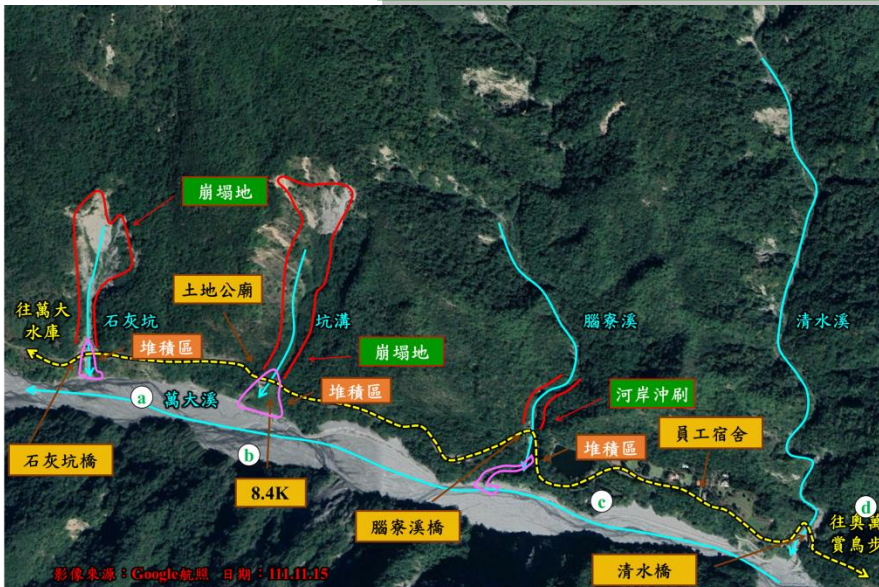 崩塌地
土地公廟
往萬大
水庫
石灰坑
坑溝
腦寮溪
清水溪
堆積區
崩塌地
堆積區
a
萬大溪
河岸沖刷
員工宿舍
堆積區
石灰坑橋
b
8.4K
腦寮溪橋
c
d
往奧萬
賞鳥步
清水橋
影像來源：Google航照 日期：111.11.15